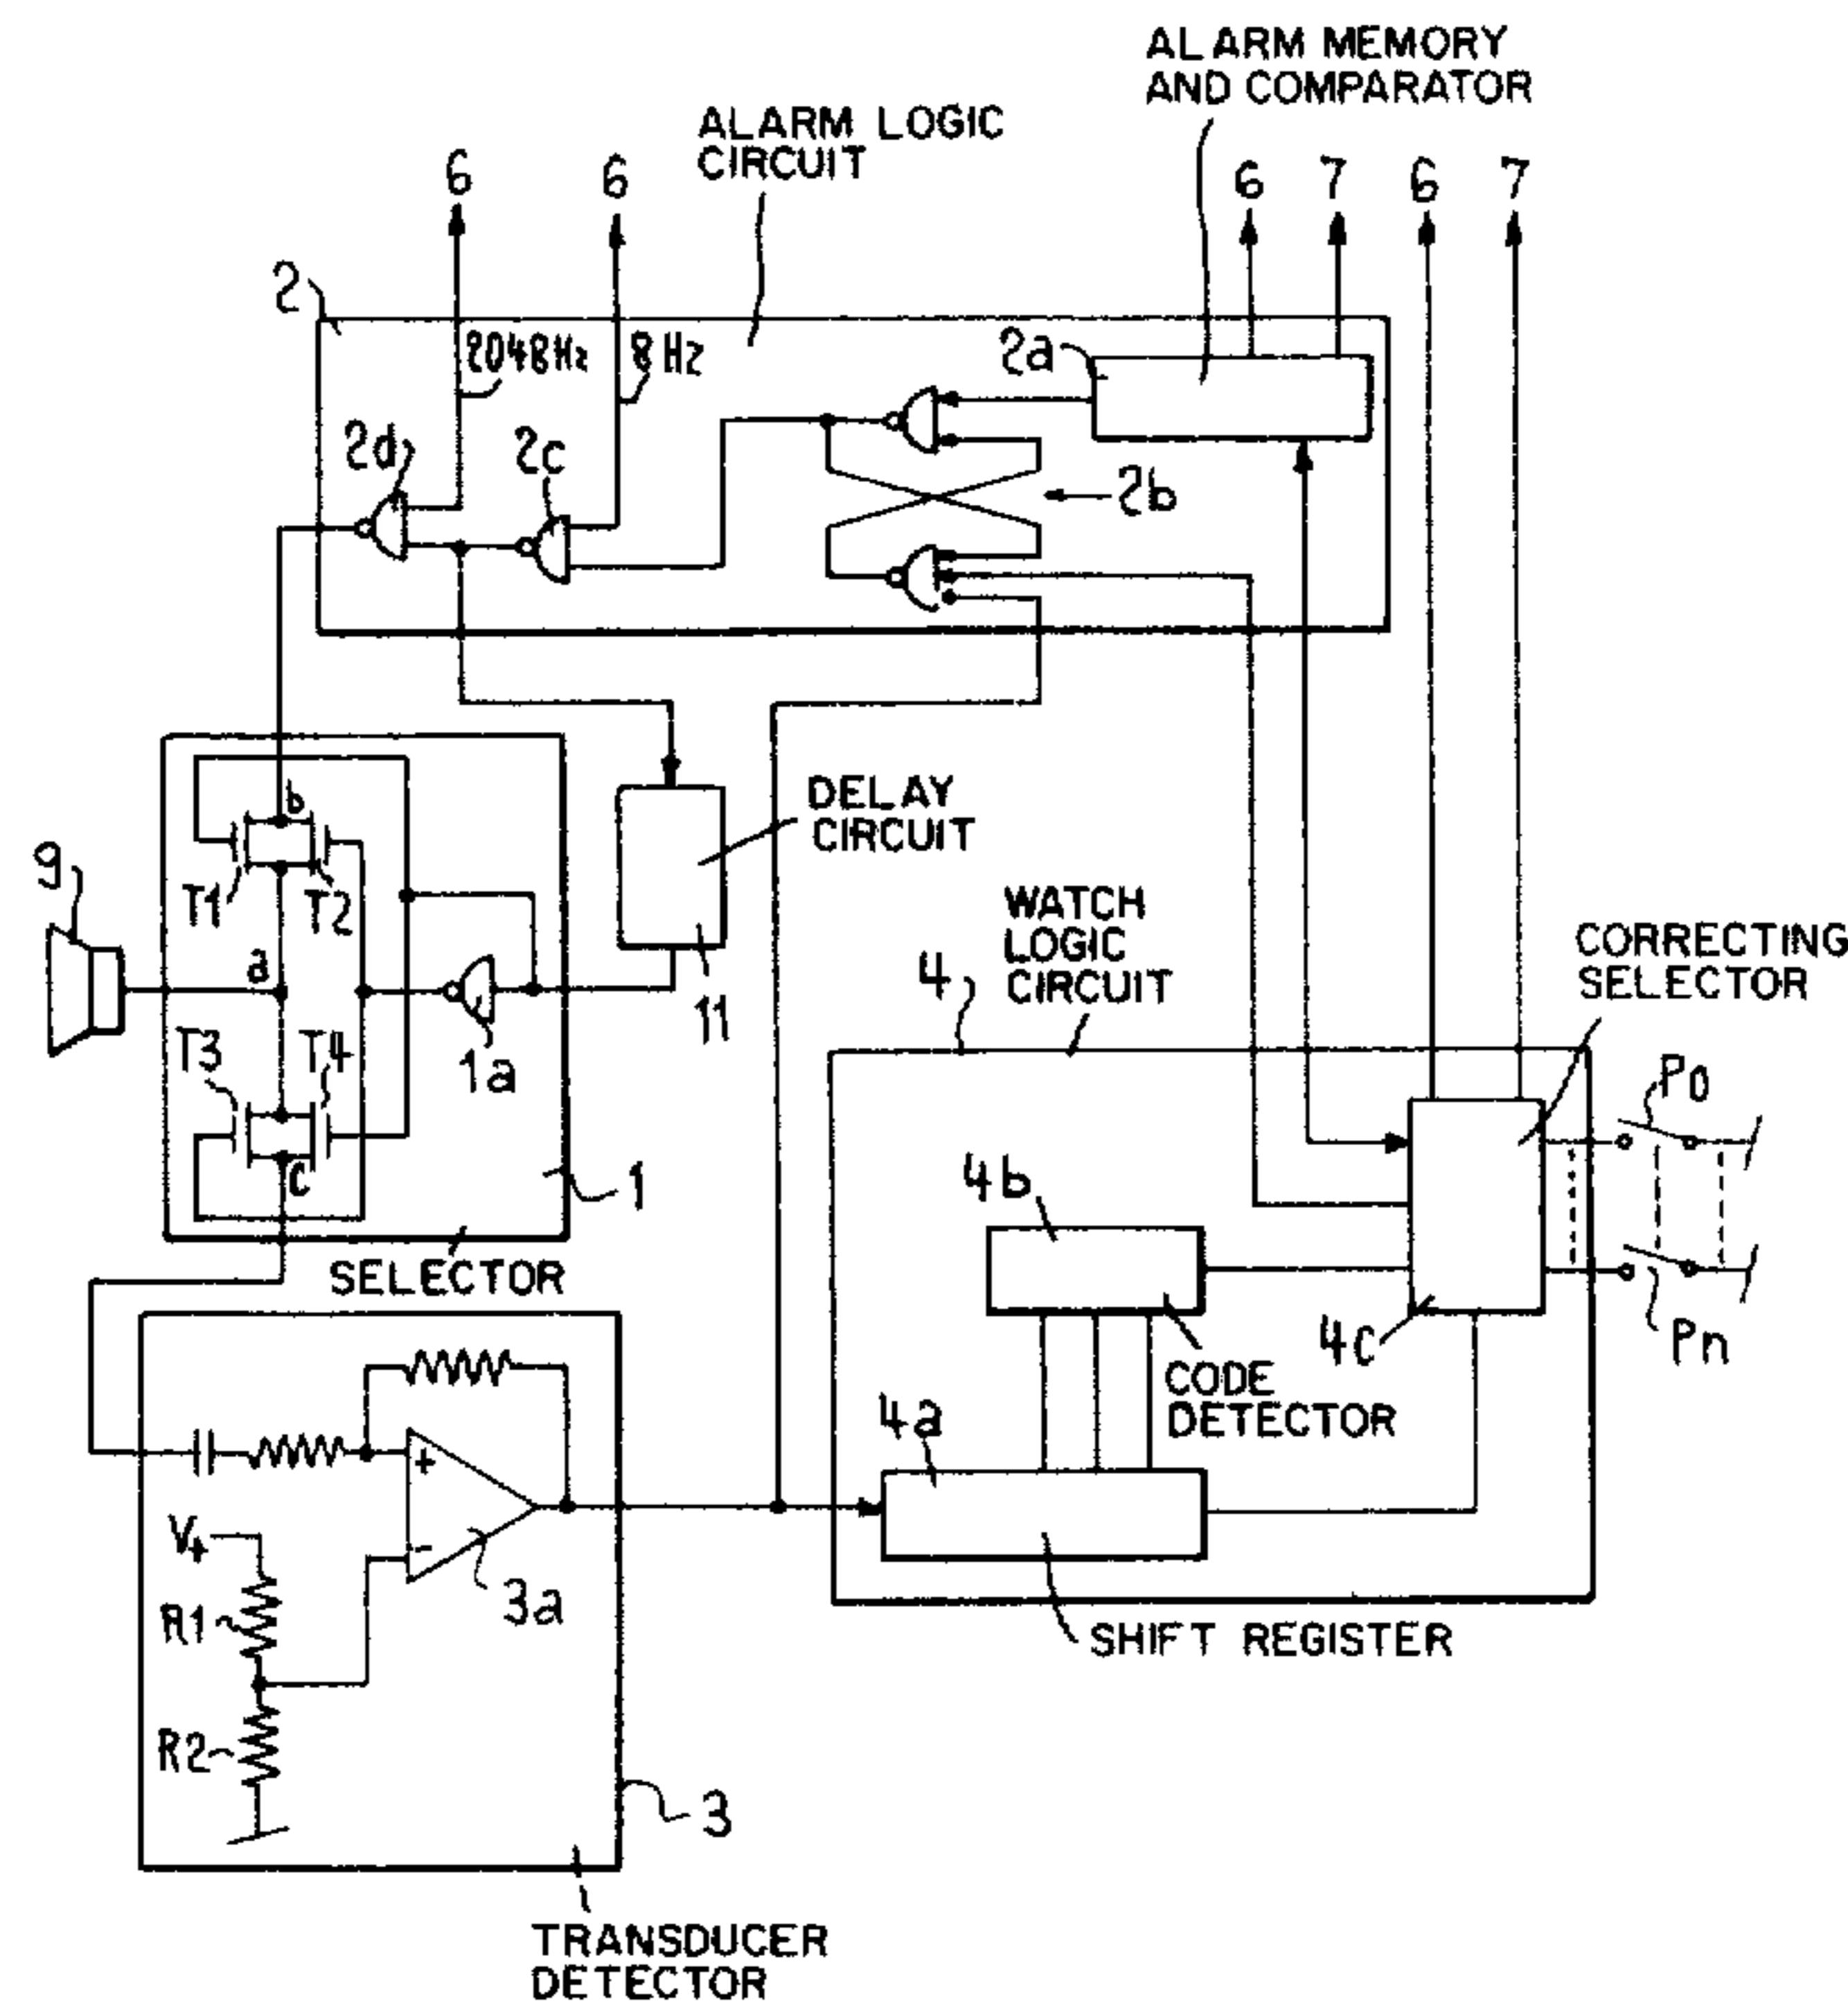 ALARM MEMORY
AND COMPARATOR
ALARM LOGIC
CIRCUIT
6
6
6
7
6
7
2
2048Hz
8Hz
2a
2d
2c
2b
b
DELAY
CIRCUIT
9
T1
T2
WATCH
LOGIC
CIRCUIT
CORRECTING
SELECTOR
a
4
11
T3
T4
1a
P0
4b
1
C
SELECTOR
4c
Pn
CODE
DETECTOR
4a
+
V+
-
3a
R1
SHIFT REGISTER
R2
3
TRANSDUCER
DETECTOR